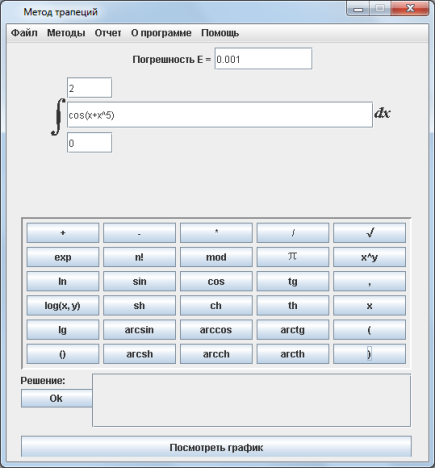 Метод трапеций
Файл Методы Отчет О программе Помощь
Погрешность E = 0.001
2
∫ cos(x+x^5) dx
0
+ - * / √
exp n! mod π x^y
ln sin cos tg ,
log(x, y) sh ch th x
lg arcsin arccos arctg (
() arcsh arcch arcth )
Решение:
Ok
Посмотреть график